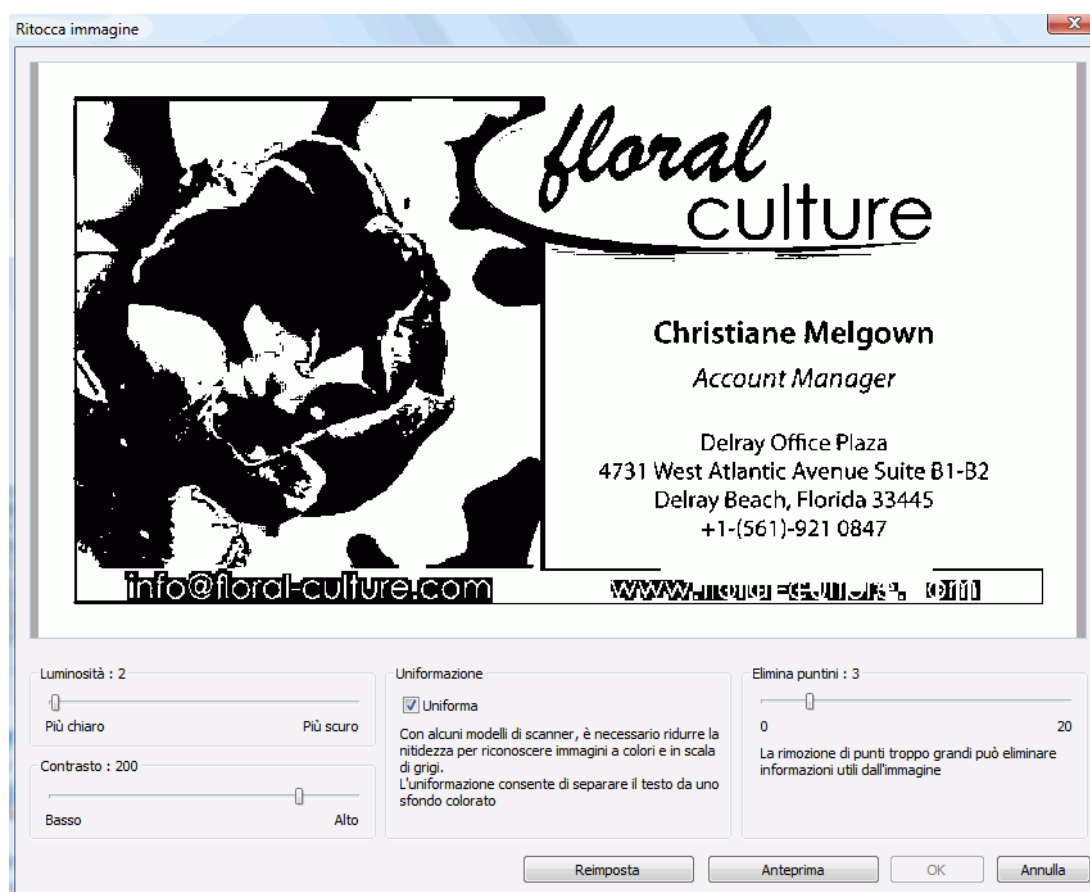 Ritocca immagine
floral
culture
Christiane Melgown
Account Manager
Delray Office Plaza
4731 West Atlantic Avenue Suite B1-B2
Delray Beach, Florida 33445
+1-(561)-921 0847
info@floral-culture.com
Luminosità : 2
Più chiaro Più scuro
Contrasto : 200
Basso Alto
Uniformazione
Uniforma
Con alcuni modelli di scanner, è necessario ridurre la
nitidezza per riconoscere immagini a colori e in scala
di grigi.
L'uniformazione consente di separare il testo da uno
sfondo colorato
Elimina puntini : 3
0 20
La rimozione di punti troppo grandi può eliminare
informazioni utili dall'immagine
Reimposta Anteprima OK Annulla